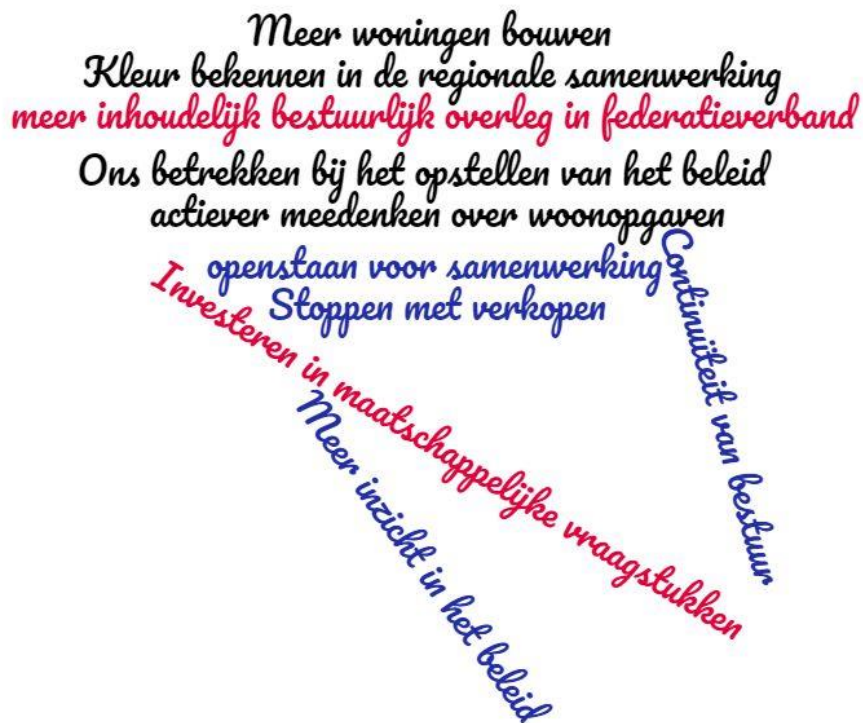 Meer woningen bouwen
Kleur bekennen in de regionale samenwerking
meer inhoudelijk bestuurlijk overleg in federatieverband
Ons betrekken bij het opstellen van het beleid
actiever meedenken over woonopgaven
openstaan voor samenwerking
Stoppen met verkopen
Continuïteit van bestuur
Investeren in maatschappelijke vraagstukken
Meer inzicht in het beleid